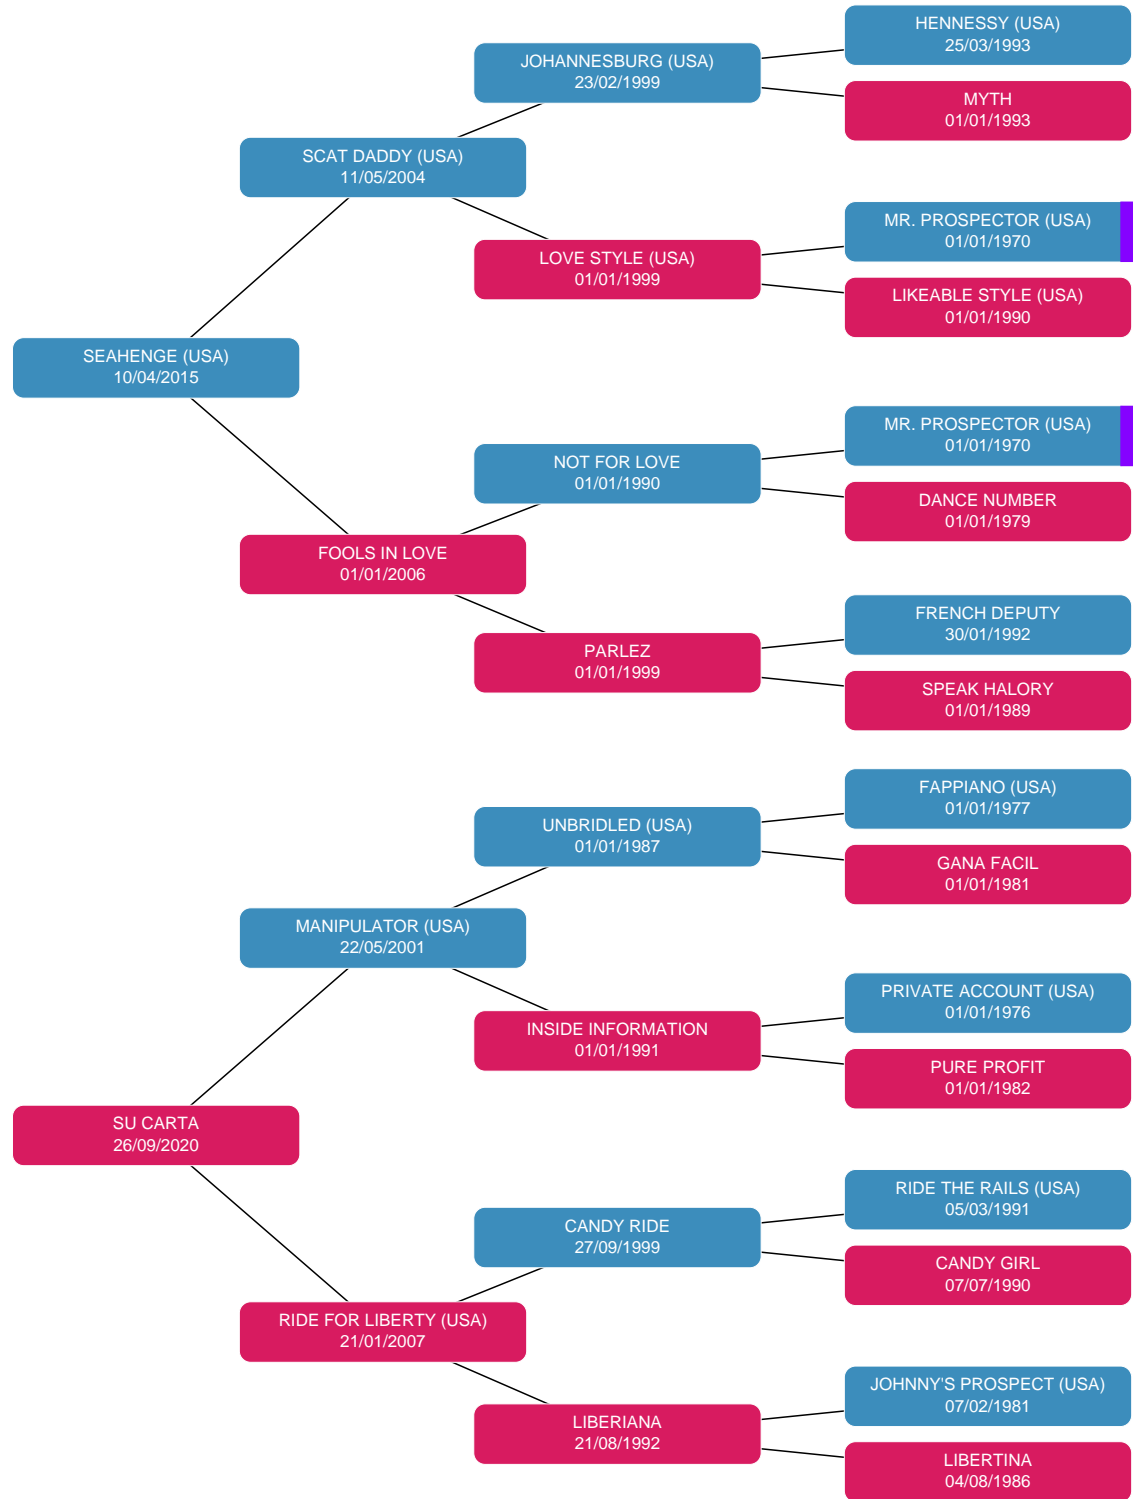 HENNESSY (USA)
25/03/1993
JOHANNESBURG (USA)
23/02/1999
MYTH
01/01/1993
SCAT DADDY (USA)
11/05/2004
MR. PROSPECTOR (USA)
01/01/1970
LOVE STYLE (USA)
01/01/1999
LIKEABLE STYLE (USA)
01/01/1990
SEAHENGE (USA)
10/04/2015
MR. PROSPECTOR (USA)
01/01/1970
NOT FOR LOVE
01/01/1990
DANCE NUMBER
01/01/1979
FOOLS IN LOVE
01/01/2006
FRENCH DEPUTY
30/01/1992
PARLEZ
01/01/1999
SPEAK HALORY
01/01/1989
FAPPIANO (USA)
01/01/1977
UNBRIDLED (USA)
01/01/1987
GANA FACIL
01/01/1981
MANIPULATOR (USA)
22/05/2001
PRIVATE ACCOUNT (USA)
01/01/1976
INSIDE INFORMATION
01/01/1991
PURE PROFIT
01/01/1982
SU CARTA
26/09/2020
RIDE THE RAILS (USA)
05/03/1991
CANDY RIDE
27/09/1999
CANDY GIRL
07/07/1990
RIDE FOR LIBERTY (USA)
21/01/2007
JOHNNY'S PROSPECT (USA)
07/02/1981
LIBERIANA
21/08/1992
LIBERTINA
04/08/1986